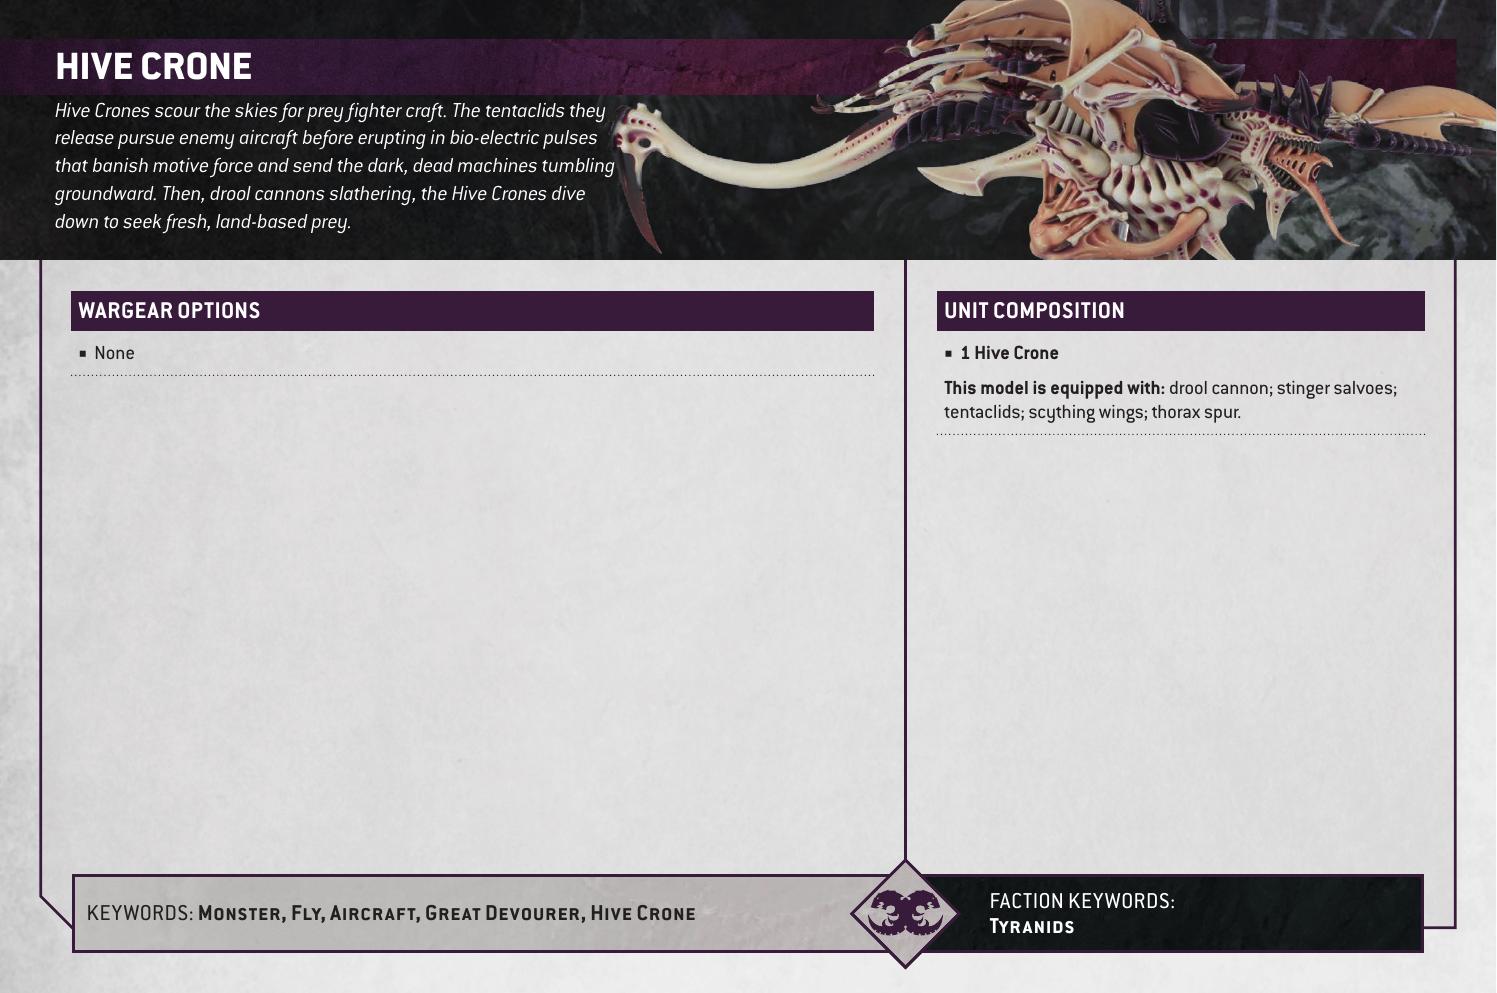 HIVE CRONE
Hive Crones scour the skies for prey fighter craft. The tentaclids they
release pursue enemy aircraft before erupting in bio-electric pulses
that banish motive force and send the dark, dead machines tumbling
groundward. Then, drool cannons slathering, the Hive Crones dive
down to seek fresh, land-based prey.
WARGEAR OPTIONS
▪ None
UNIT COMPOSITION
▪ 1 Hive Crone
This model is equipped with: drool cannon; stinger salvoes;
tentaclids; scything wings; thorax spur.
KEYWORDS: Monster, Fly, Aircraft, Great Devourer, Hive Crone
FACTION KEYWORDS:
Tyranids